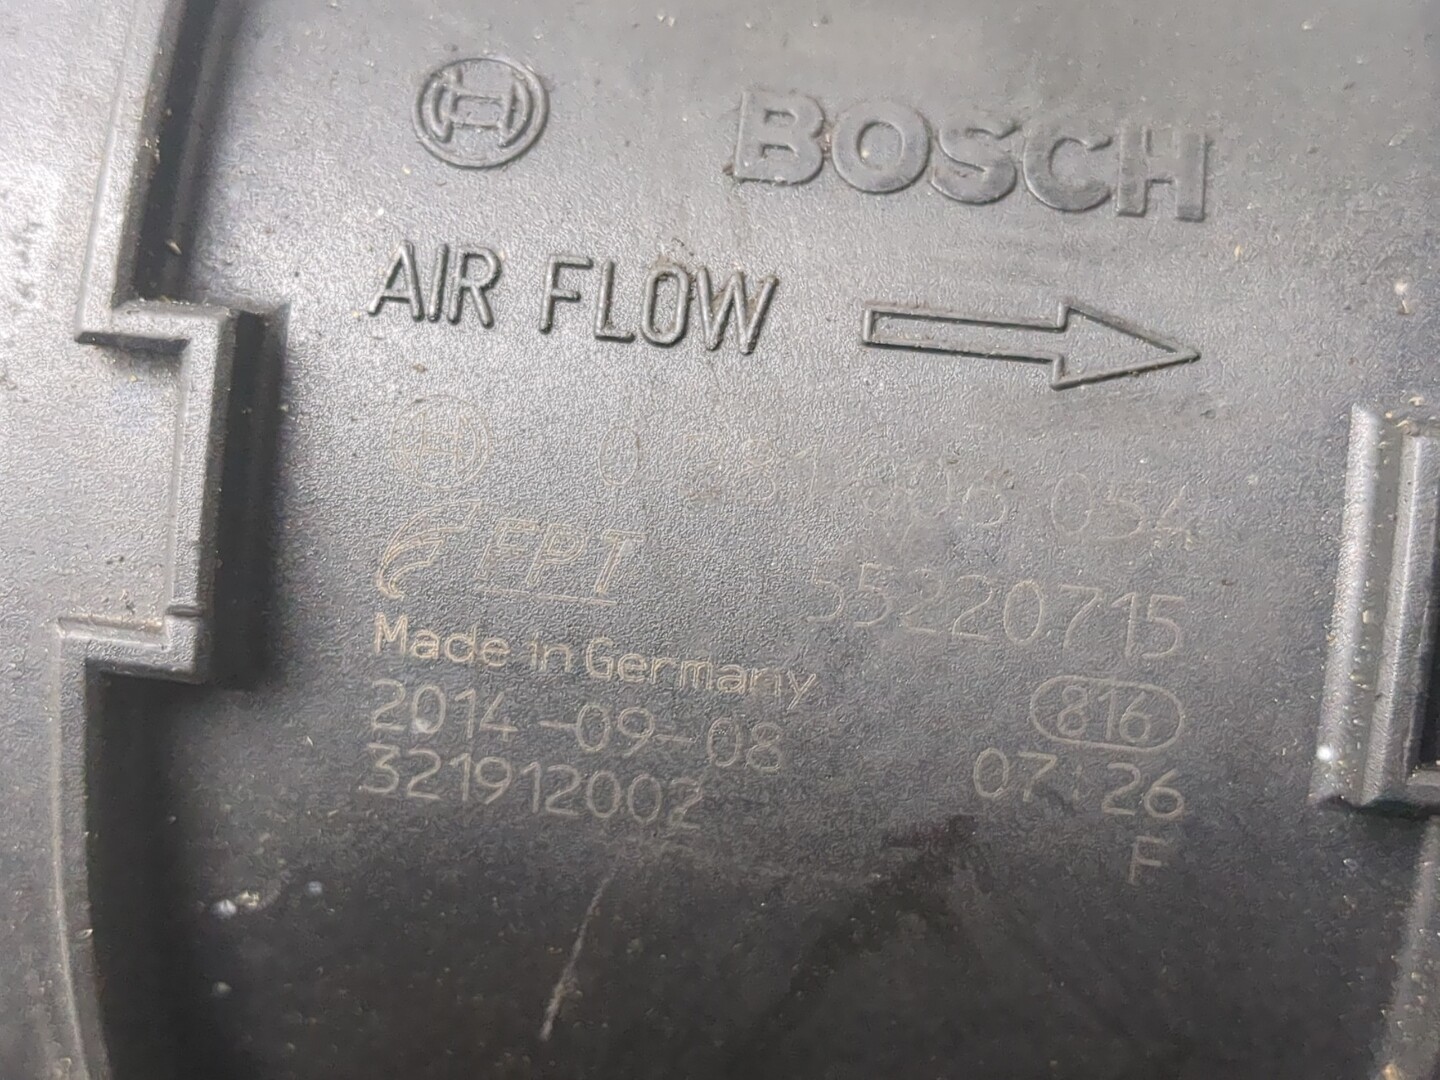 BOSCH
AIR FLOW
0 281 006 054
FPT 55220715
Made in Germany
2014-09-08 816
321912002 07:26
F